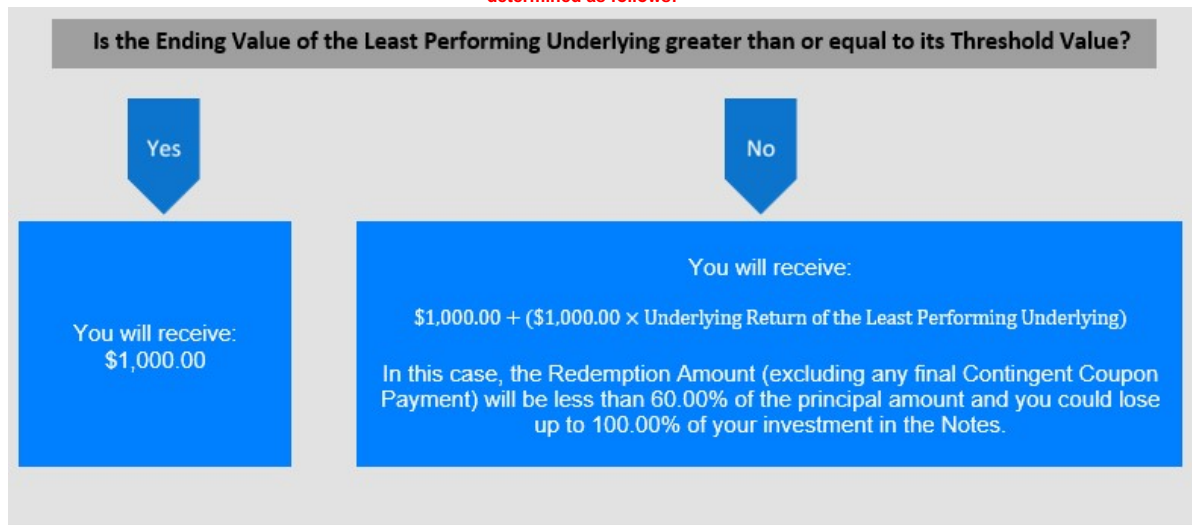 determined as follows:
Is the Ending Value of the Least Performing Underlying greater than or equal to its Threshold Value?
Yes
No
You will receive:
$1,000.00
You will receive:
$1,000.00 + ($1,000.00 × Underlying Return of the Least Performing Underlying)
In this case, the Redemption Amount (excluding any final Contingent Coupon
Payment) will be less than 60.00% of the principal amount and you could lose
up to 100.00% of your investment in the Notes.